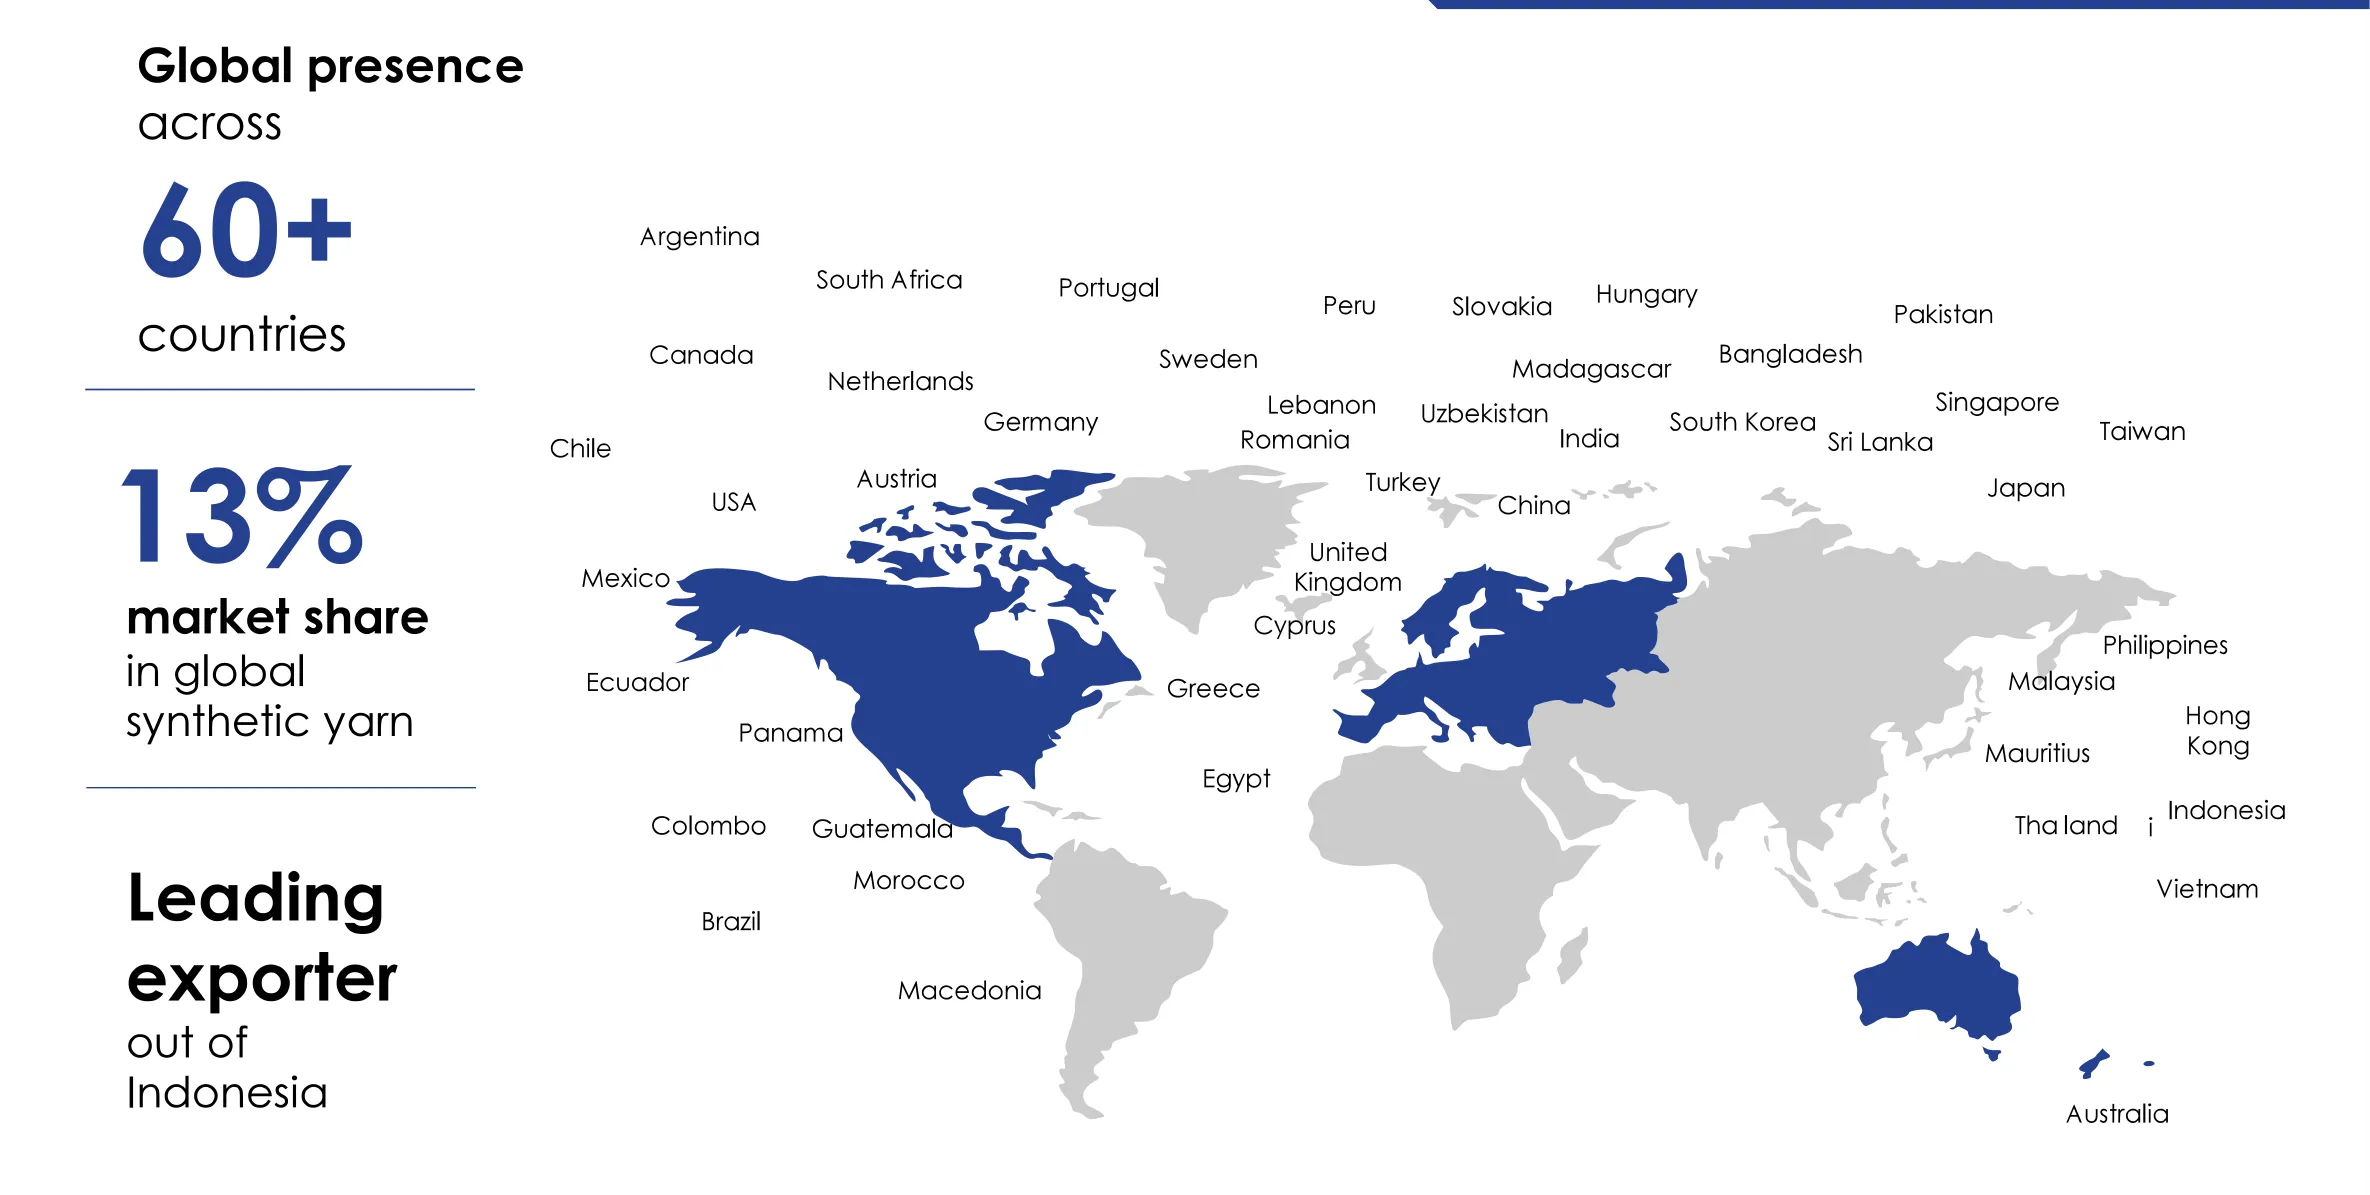 Global presence
across
60+
countries
13%
market share
in global
synthetic yarn
Leading
exporter
out of
Indonesia
Argentina
South Africa
Portugal
Peru
Slovakia
Hungary
Pakistan
Canada
Netherlands
Sweden
Madagascar
Bangladesh
Germany
Lebanon
Uzbekistan
Singapore
Chile
Romania
India
South Korea
Sri Lanka
Taiwan
USA
Austria
Turkey
China
Japan
Mexico
United
Kingdom
Cyprus
Ecuador
Greece
Philippines
Malaysia
Panama
Hong
Kong
Mauritius
Egypt
Colombo
Guatemala
Tha land i
Indonesia
Morocco
Vietnam
Brazil
Macedonia
Australia